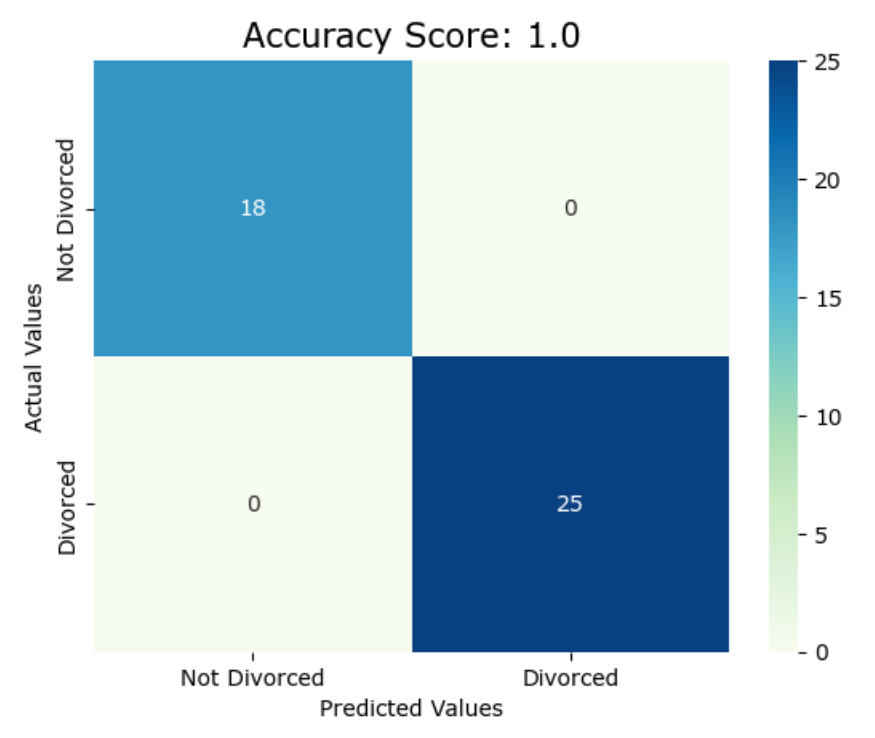 Accuracy Score: 1.0
Actual Values
Not Divorced
Divorced
18
0
0
25
Not Divorced
Divorced
Predicted Values
25
20
15
10
5
0